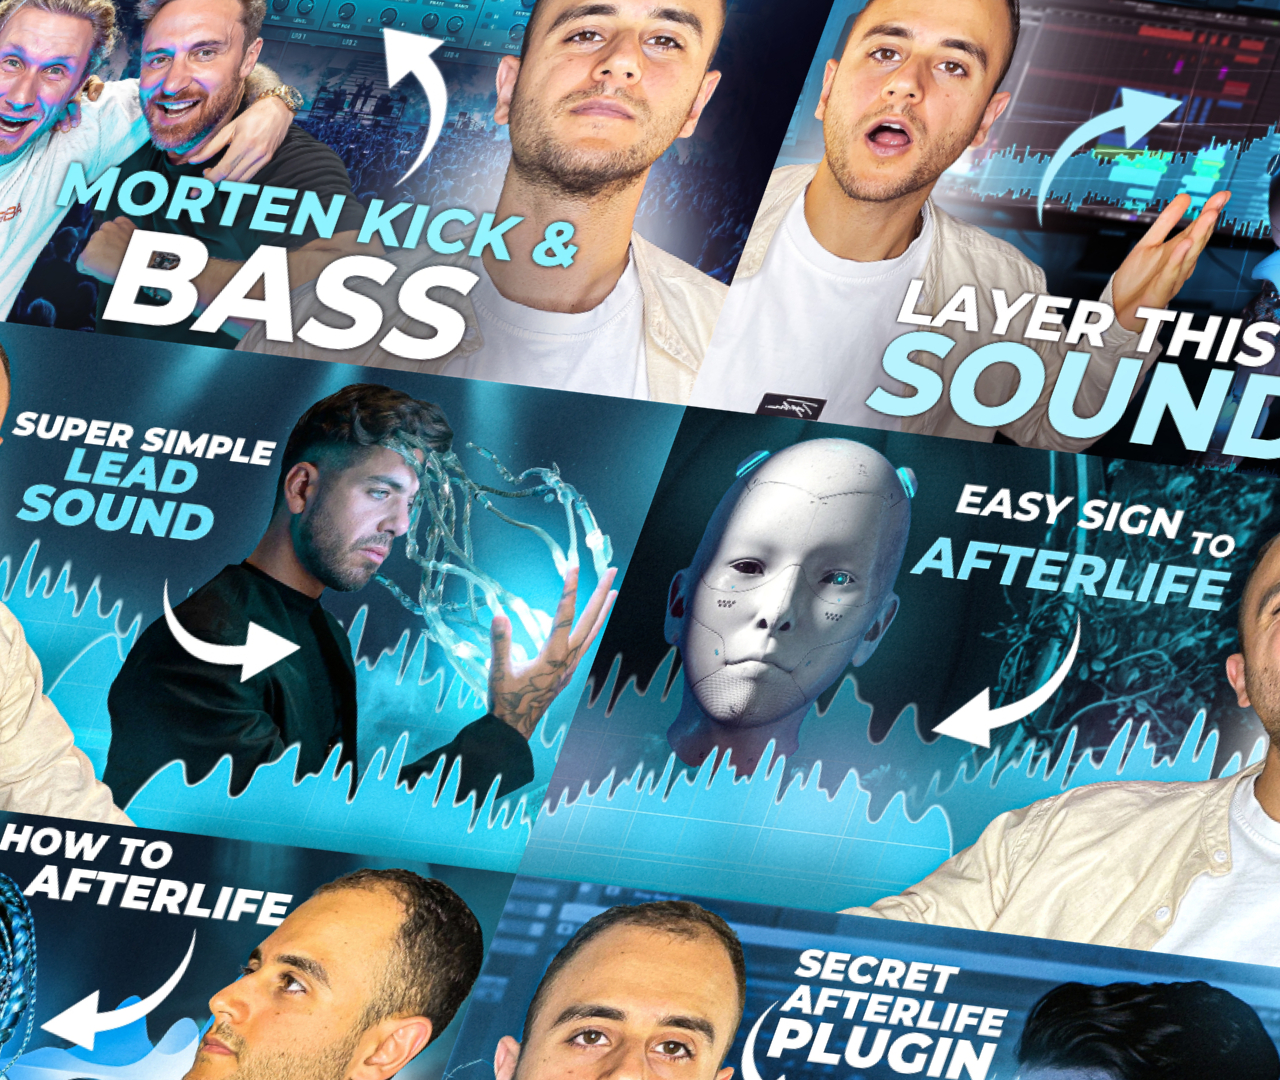 MORTEN KICK &
BASS
LAYER THIS
SOUND
SUPER SIMPLE
LEAD
SOUND
EASY SIGN TO
AFTERLIFE
HOW TO
AFTERLIFE
SECRET
AFTERLIFE
PLUGIN